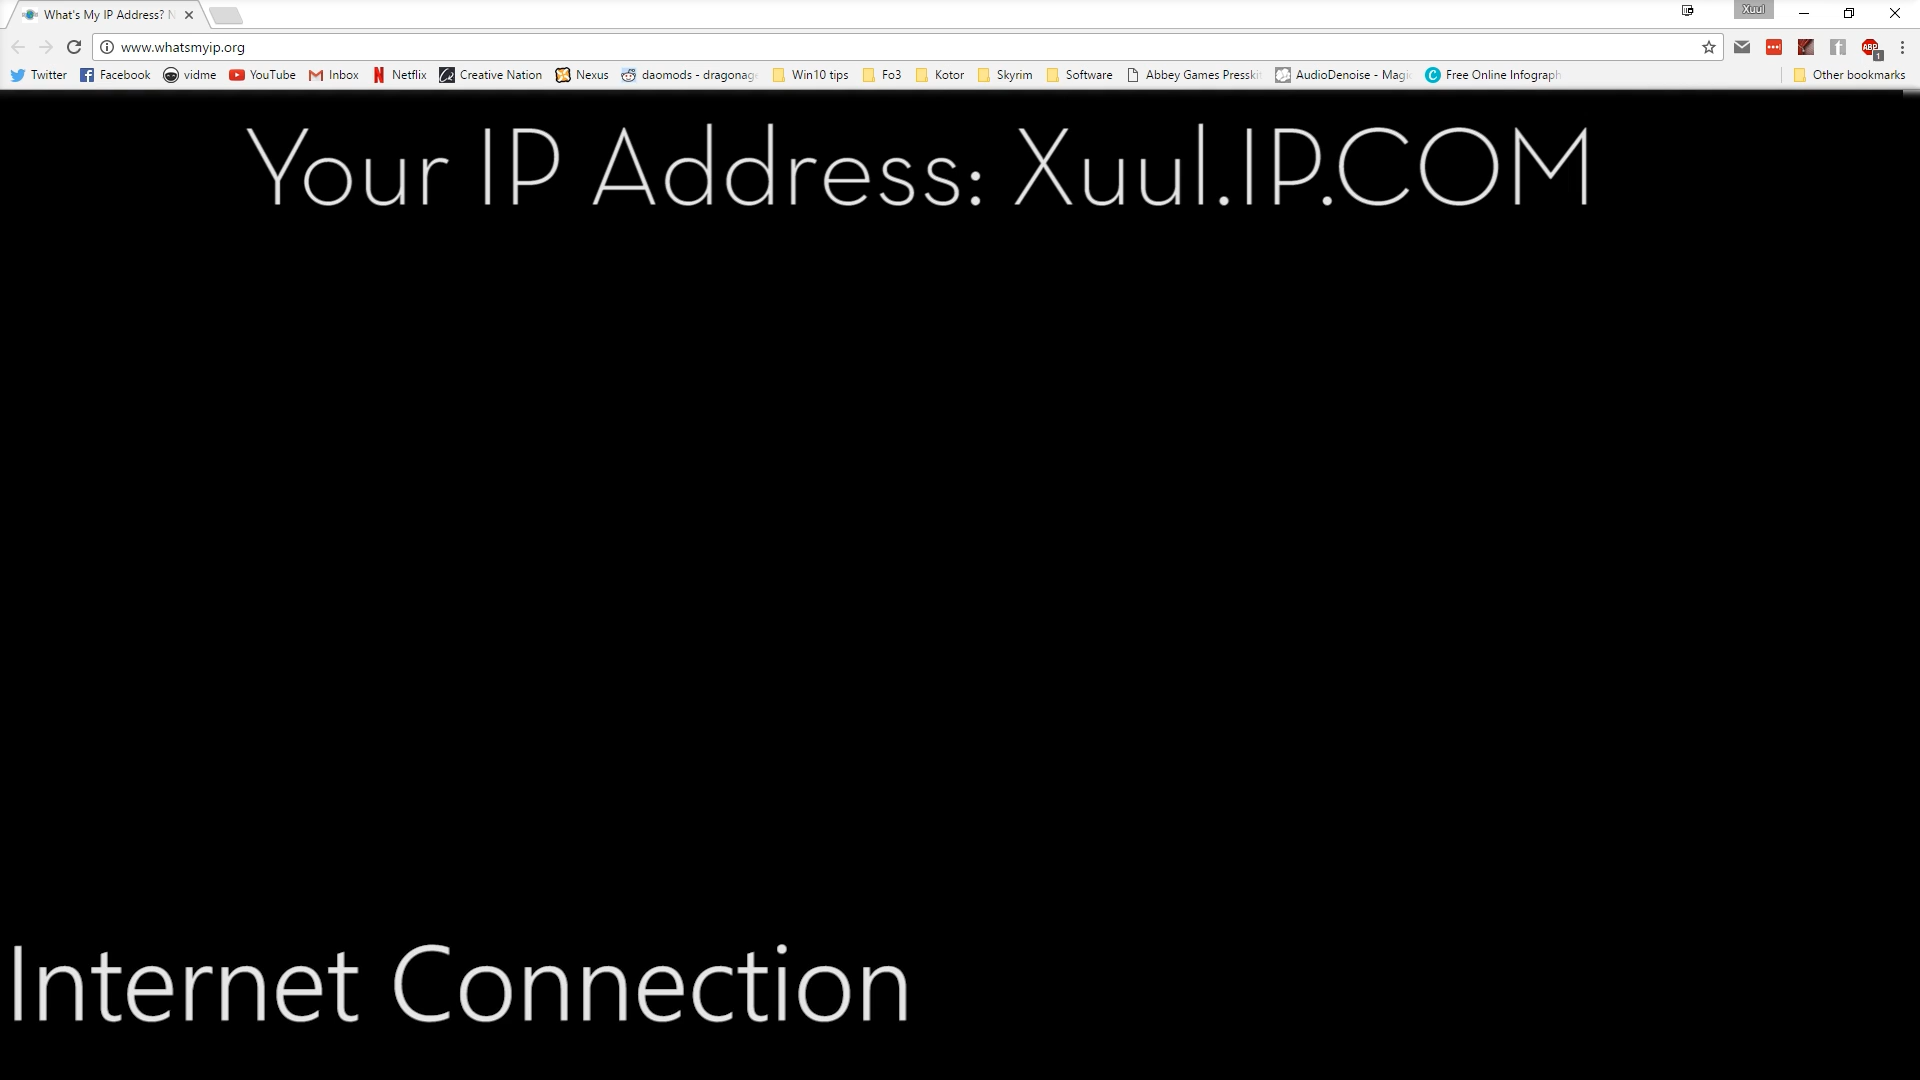 What's My IP Address? N
Xuul
www.whatsmyip.org
ABP
1
Twitter Facebook vidme YouTube Inbox Netflix Creative Nation Nexus daomods - dragonag Win10 tips Fo3 Kotor Skyrim Software Abbey Games Presski AudioDenoise - Magi Free Online Infograph Other bookmarks
Your IP Address: Xuul.IP.COM
Internet Connection